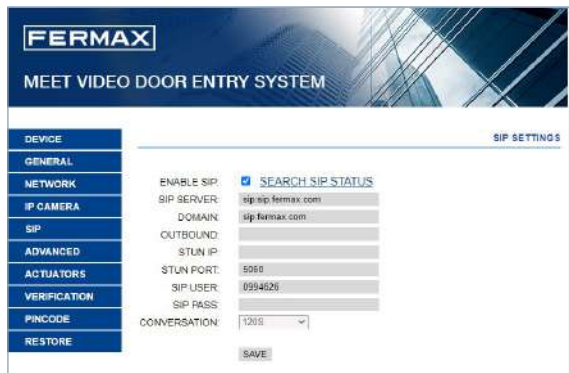 FERMAX
MEET VIDEO DOOR ENTRY SYSTEM
DEVICE
SIP SETTINGS
GENERAL
NETWORK
IP CAMERA
SIP
ADVANCED
ACTUATORS
VERIFICATION
PINCODE
RESTORE
ENABLE SIP: SEARCH SIP STATUS
SIP SERVER: sip:sip.fermax.com
DOMAIN: sip.fermax.com
OUTBOUND:
STUN IP:
STUN PORT: 5060
SIP USER: 0994626
SIP PASS:
CONVERSATION: 120S
SAVE